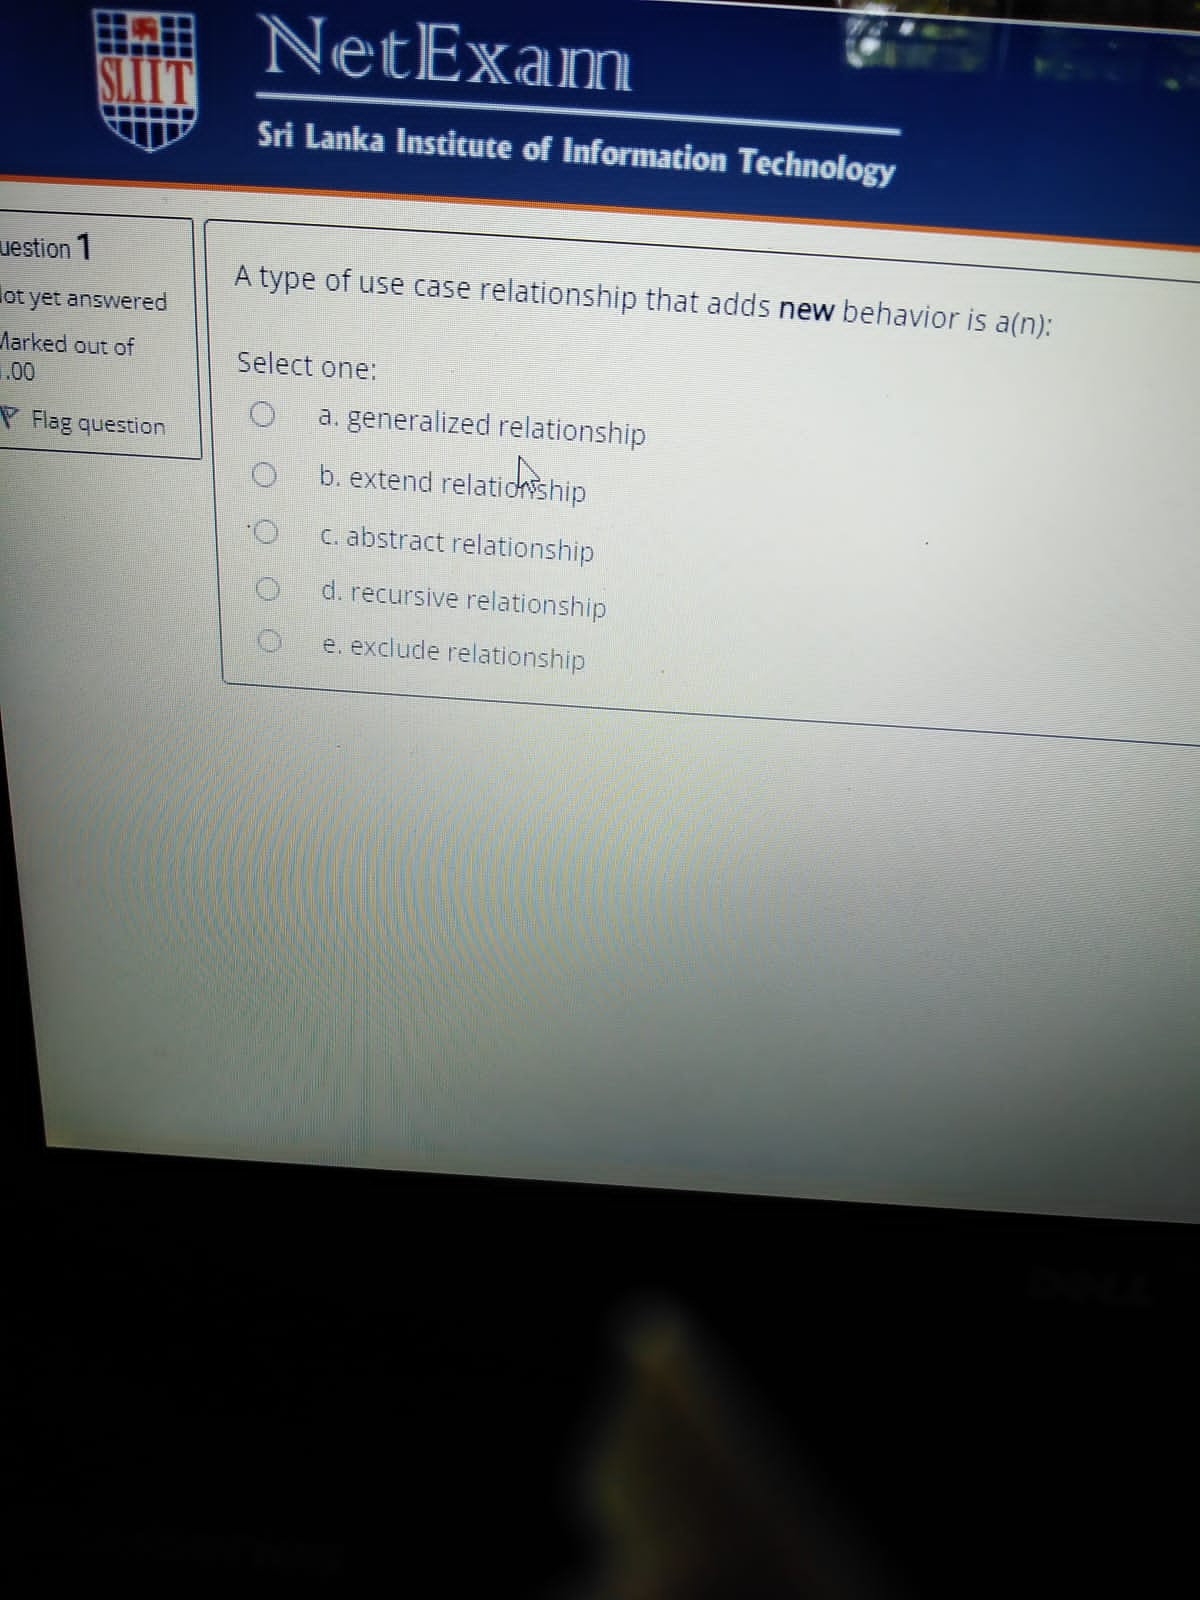 SLIIT
NetExam
Sri Lanka Institute of Information Technology
uestion 1
ot yet answered
Marked out of
.00
Flag question
A type of use case relationship that adds new behavior is a(n):
Select one:
a. generalized relationship
b. extend relationship
c. abstract relationship
d. recursive relationship
e. exclude relationship
DELL